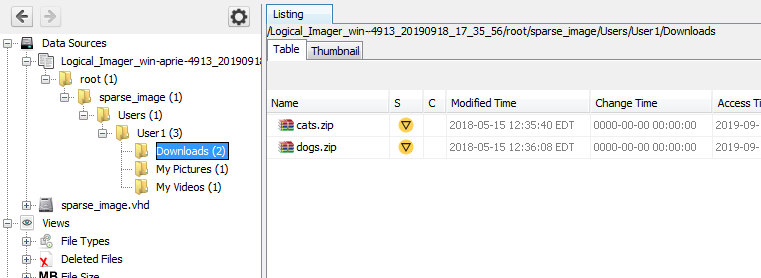 Listing
/Logical_Imager_win-aprie-4913_20190918_17_35_56/root/sparse_image/Users/User1/Downloads
Table Thumbnail
Name S C Modified Time Change Time Access Ti
cats.zip 2018-05-15 12:35:40 EDT 0000-00-00 00:00:00 2019-09-
dogs.zip 2018-05-15 12:36:08 EDT 0000-00-00 00:00:00 2019-09-
Data Sources
Logical_Imager_win-aprie-4913_20190918
root (1)
sparse_image (1)
Users (1)
User1 (3)
Downloads (2)
My Pictures (1)
My Videos (1)
sparse_image.vhd
Views
File Types
Deleted Files
MB File Size